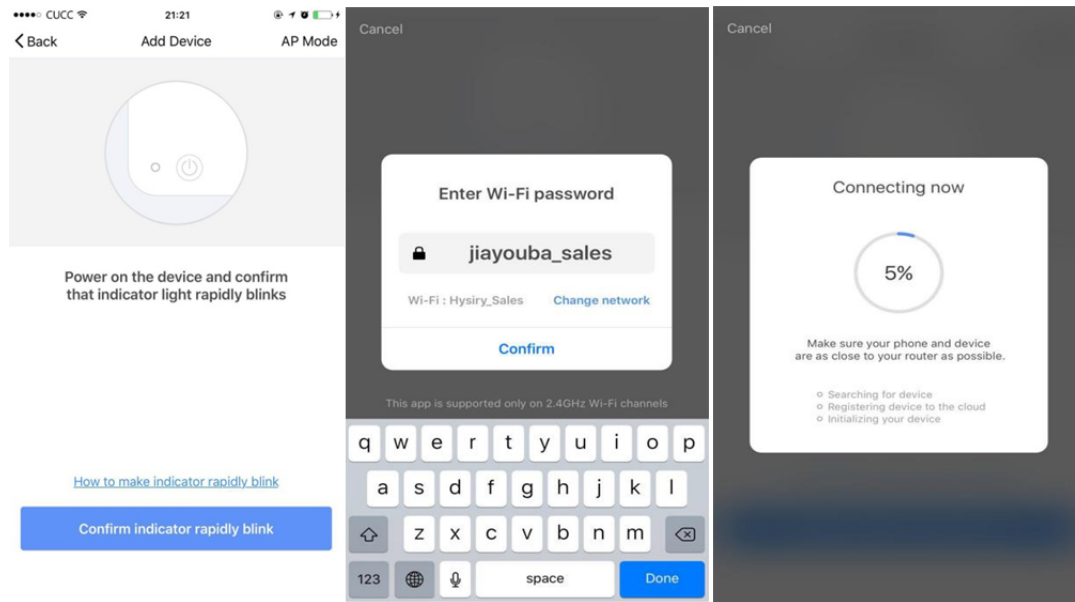 CUCC 21:21
Back Add Device AP Mode
Power on the device and confirm
that indicator light rapidly blinks
How to make indicator rapidly blink
Confirm indicator rapidly blink
Cancel
Enter Wi-Fi password
jiayouba_sales
Wi-Fi : Hysiry_Sales Change network
Confirm
This app is supported only on 2.4GHz Wi-Fi channels
q w e r t y u i o p
a s d f g h j k l
z x c v b n m
123 space Done
Cancel
Connecting now
5%
Make sure your phone and device
are as close to your router as possible.
Searching for device
Registering device to the cloud
Initializing your device